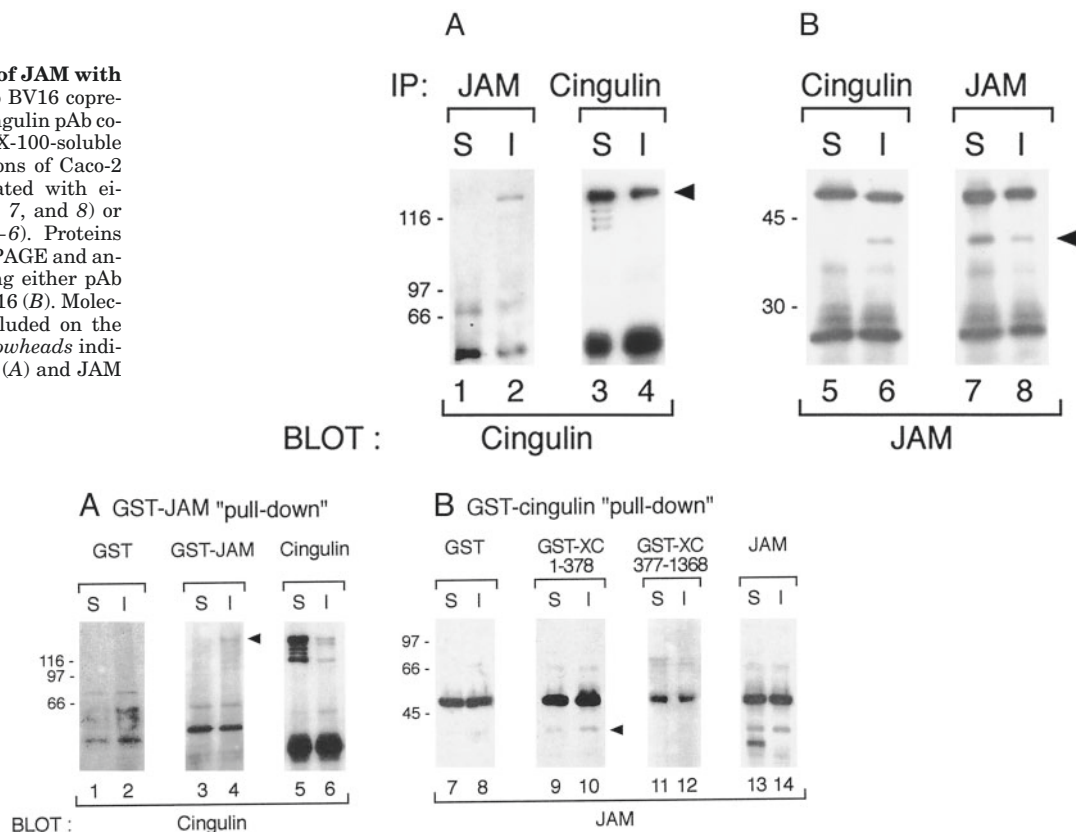 of JAM with
BV16 copre-
ngulin pAb co-
X-100-soluble
ons of Caco-2
ated with ei-
7, and 8) or
-6). Proteins
PAGE and an-
ng either pAb
16 (B). Molec-
luded on the
owheads indi-
(A) and JAM
A
IP: JAM Cingulin
S I S I
116 -
97 -
66 -
1 2 3 4
BLOT : Cingulin
B
Cingulin JAM
S I S I
45 -
30 -
5 6 7 8
JAM
A GST-JAM "pull-down"
GST GST-JAM Cingulin
S I S I S I
116 -
97 -
66 -
1 2 3 4 5 6
BLOT : Cingulin
B GST-cingulin "pull-down"
GST GST-XC 1-378 GST-XC 377-1368 JAM
S I S I S I S I
97 -
66 -
45 -
7 8 9 10 11 12 13 14
JAM